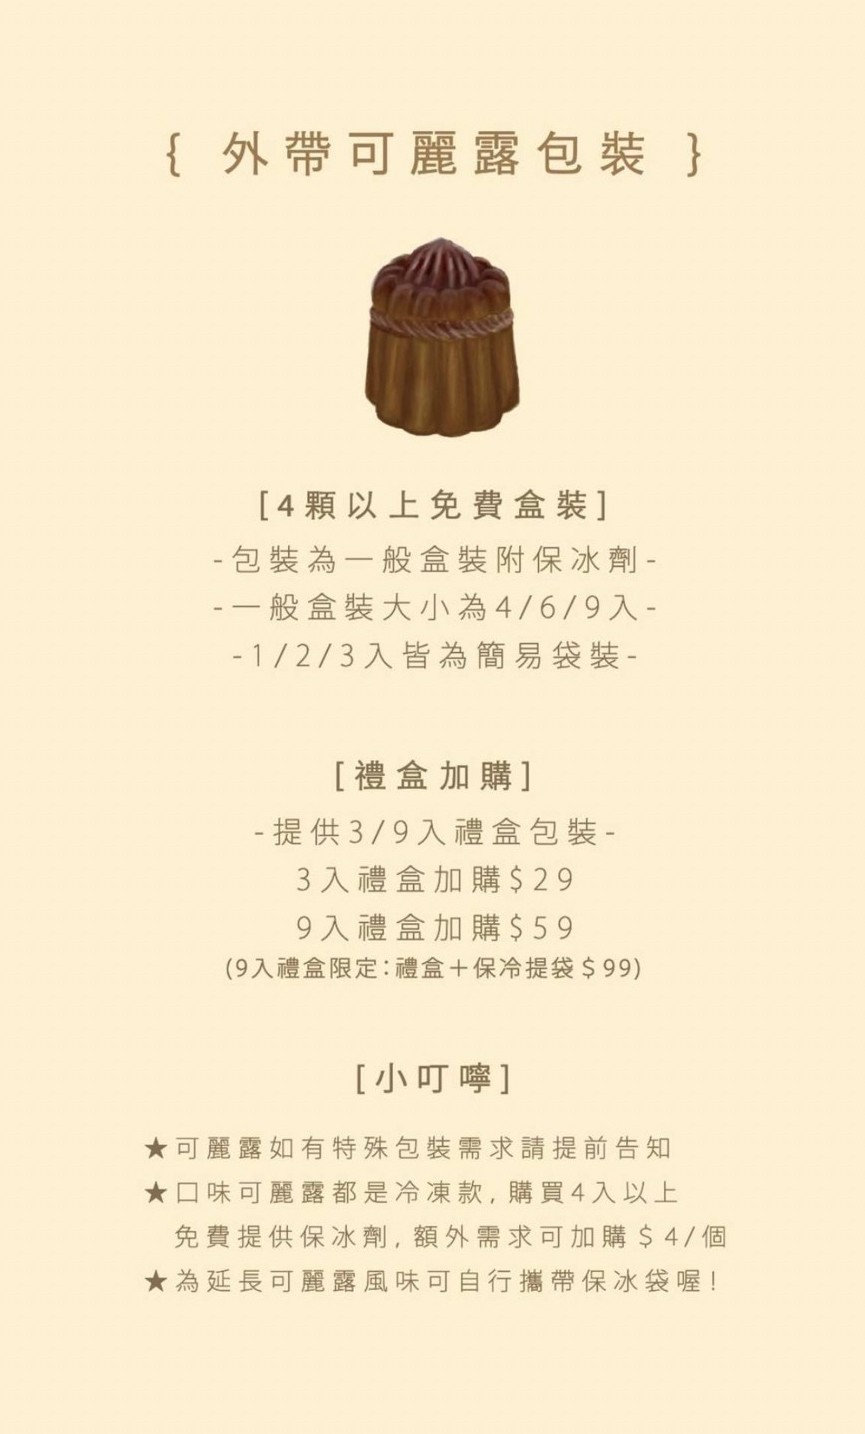 { 外帶可麗露包裝 }
[4顆以上免費盒裝]
-包裝為一般盒裝附保冰劑-
-一般盒裝大小為4/6/9入-
-1/2/3入皆為簡易袋裝-
[禮盒加購]
-提供3/9入禮盒包裝-
3入禮盒加購$29
9入禮盒加購$59
(9入禮盒限定:禮盒＋保冷提袋$99)
[小叮嚀]
★可麗露如有特殊包裝需求請提前告知
★口味可麗露都是冷凍款,購買4入以上
免費提供保冰劑,額外需求可加購$4/個
★為延長可麗露風味可自行攜帶保冰袋喔!